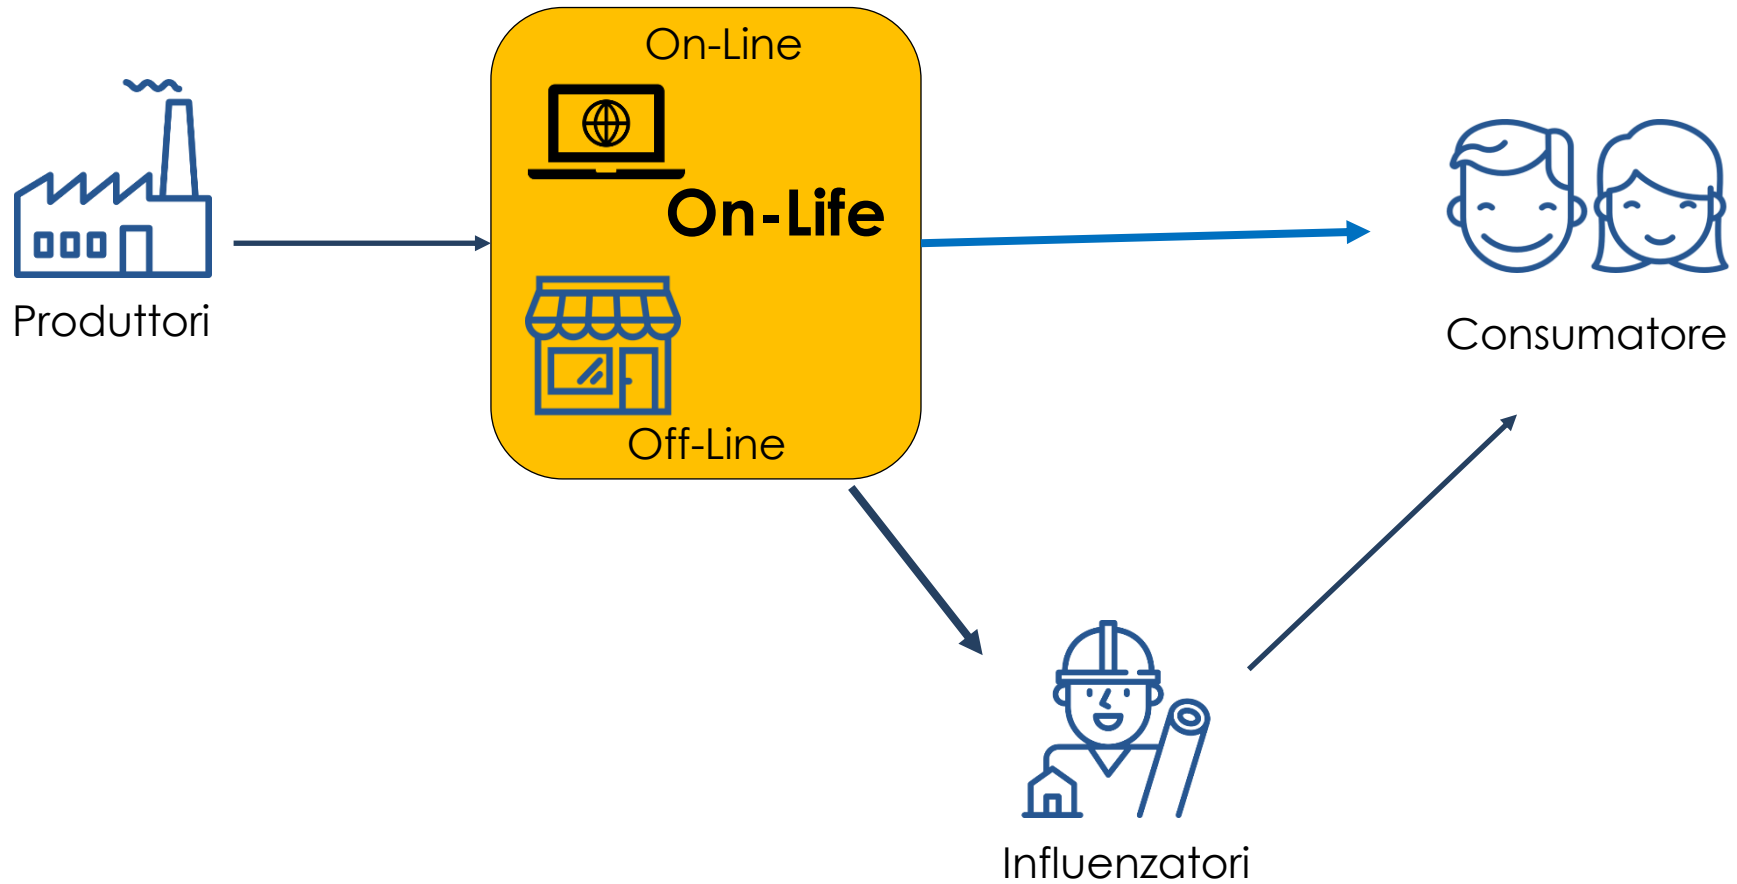 On-Line
On-Life
Produttori
Consumatore
Off-Line
Influenzatori